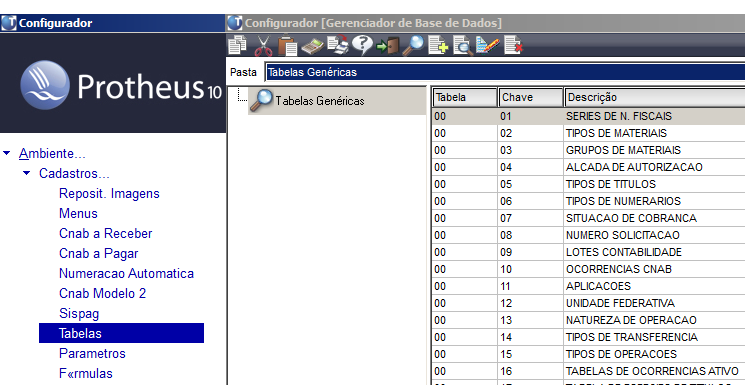 Configurador
Configurador [Gerenciador de Base de Dados]
Protheus 10
Ambiente...
Cadastros...
Reposit. Imagens
Menus
Cnab a Receber
Cnab a Pagar
Numeracao Automatica
Cnab Modelo 2
Sispag
Tabelas
Parametros
F«rmulas
Pasta Tabelas Genéricas
Tabelas Genéricas
Tabela Chave Descrição
00 01 SERIES DE N. FISCAIS
00 02 TIPOS DE MATERIAIS
00 03 GRUPOS DE MATERIAIS
00 04 ALCADA DE AUTORIZACAO
00 05 TIPOS DE TITULOS
00 06 TIPOS DE NUMERARIOS
00 07 SITUACAO DE COBRANCA
00 08 NUMERO SOLICITACAO
00 09 LOTES CONTABILIDADE
00 10 OCORRENCIAS CNAB
00 11 APLICACOES
00 12 UNIDADE FEDERATIVA
00 13 NATUREZA DE OPERACAO
00 14 TIPOS DE TRANSFERENCIA
00 15 TIPOS DE OPERACOES
00 16 TABELAS DE OCORRENCIAS ATIVO